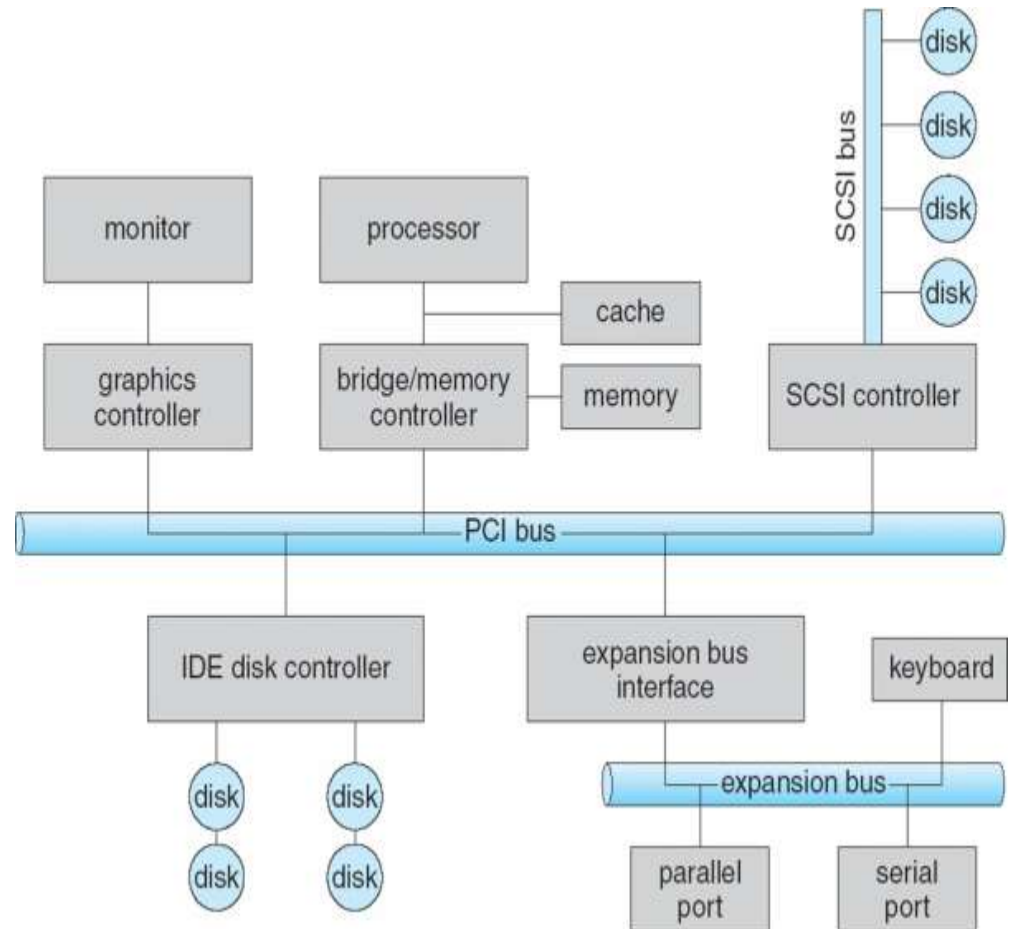 disk
disk
disk
disk
SCSI bus
monitor
processor
cache
graphics
controller
bridge/memory
controller
memory
SCSI controller
PCI bus
IDE disk controller
expansion bus
interface
keyboard
disk
disk
disk
disk
expansion bus
parallel
port
serial
port